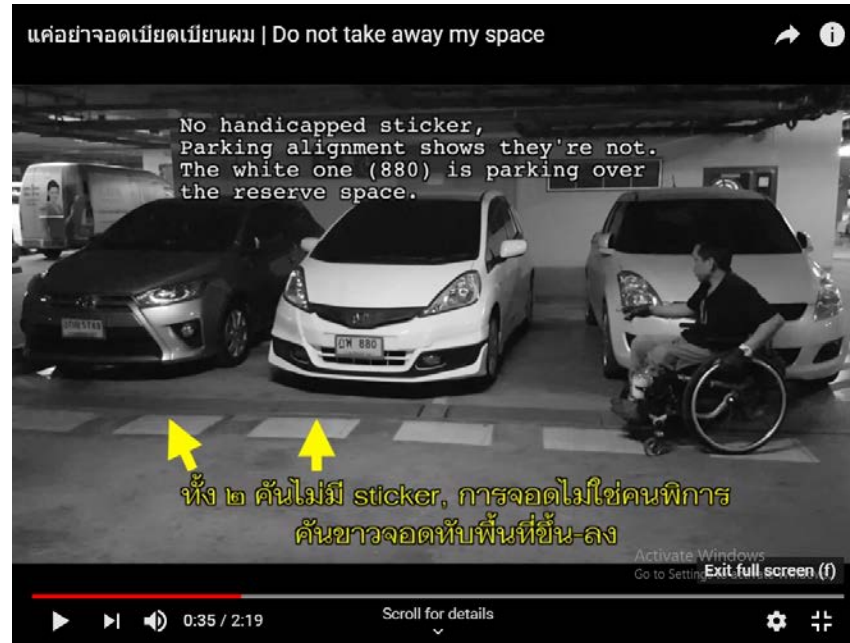 แค่อย่าจอดเบียดเบียนผม | Do not take away my space
No handicapped sticker,
Parking alignment shows they're not.
The white one (880) is parking over
the reserve space.
880
ทั้ง ๒ คันไม่มี sticker, การจอดไม่ใช่คนพิการ
คันขาวจอดทับพื้นที่ขึ้น-ลง
Activate Windows
Go to Settings
Exit full screen (f)
0:35 / 2:19
Scroll for details